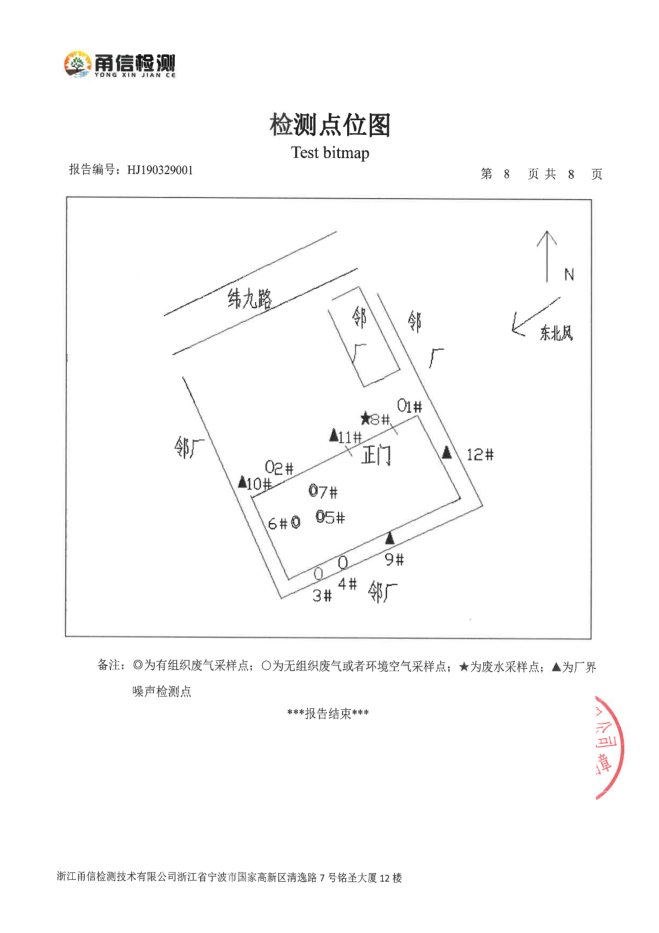 甬信检测
YONG XIN JIAN CE
检测点位图
Test bitmap
报告编号：HJ190329001
第 8 页 共 8 页
纬九路
N
东北风
邻厂
邻厂
1#
8#
11#
正门
12#
邻厂
2#
10#
7#
6#
5#
9#
4#
3#
邻厂
备注：◎为有组织废气采样点；○为无组织废气或者环境空气采样点；★为废水采样点；▲为厂界
噪声检测点
***报告结束***
公司
章
浙江甬信检测技术有限公司浙江省宁波市国家高新区清逸路 7 号铭圣大厦 12 楼